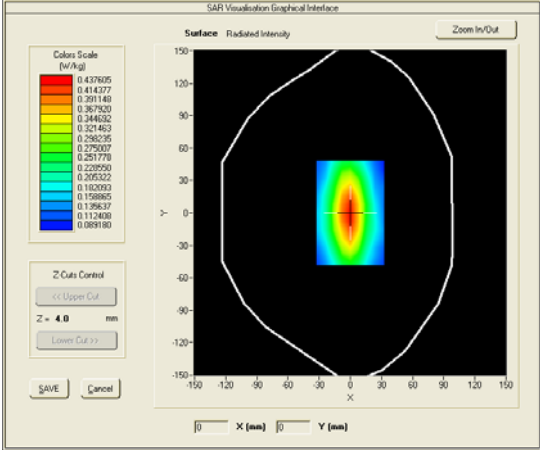 SAR Visualisation Graphical Interface
Surface Radiated Intensity
Zoom In/Out
Colors Scale
(W/kg)
0.437605
0.414377
0.391148
0.367920
0.344692
0.321463
0.298235
0.275007
0.251778
0.228550
0.205322
0.182093
0.158865
0.135637
0.112408
0.089180
150
120
90
60
30
Y
0
-30
-60
-90
-120
-150
-150 -120 -90 -60 -30 0 30 60 90 120 150
X
Z-Cuts Control
<< Upper Cut
Z = 4.0 mm
Lower Cut >>
SAVE Cancel
0 X (mm) 0 Y (mm)